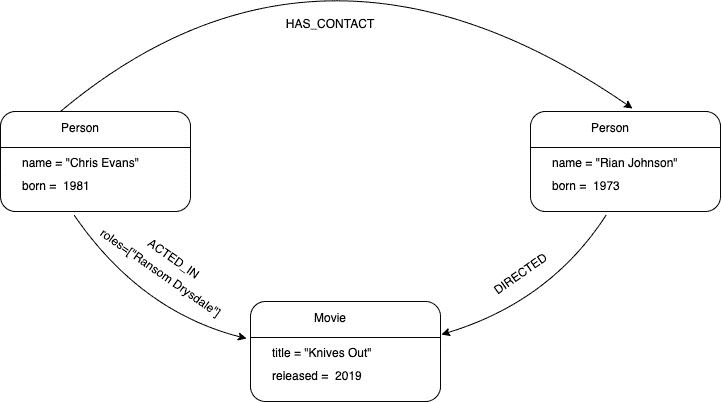 HAS_CONTACT
Person
name = "Chris Evans"
born = 1981
Person
name = "Rian Johnson"
born = 1973
ACTED_IN
roles=["Ransom Drysdale"]
DIRECTED
Movie
title = "Knives Out"
released = 2019